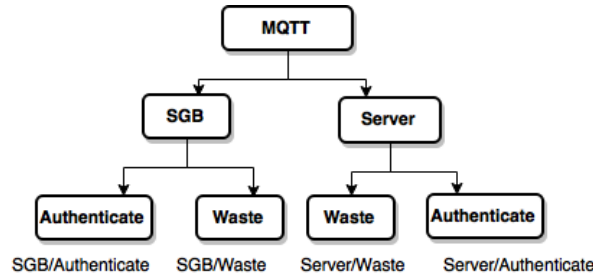 MQTT
SGB Server
Authenticate Waste Waste Authenticate
SGB/Authenticate SGB/Waste Server/Waste Server/Authenticate